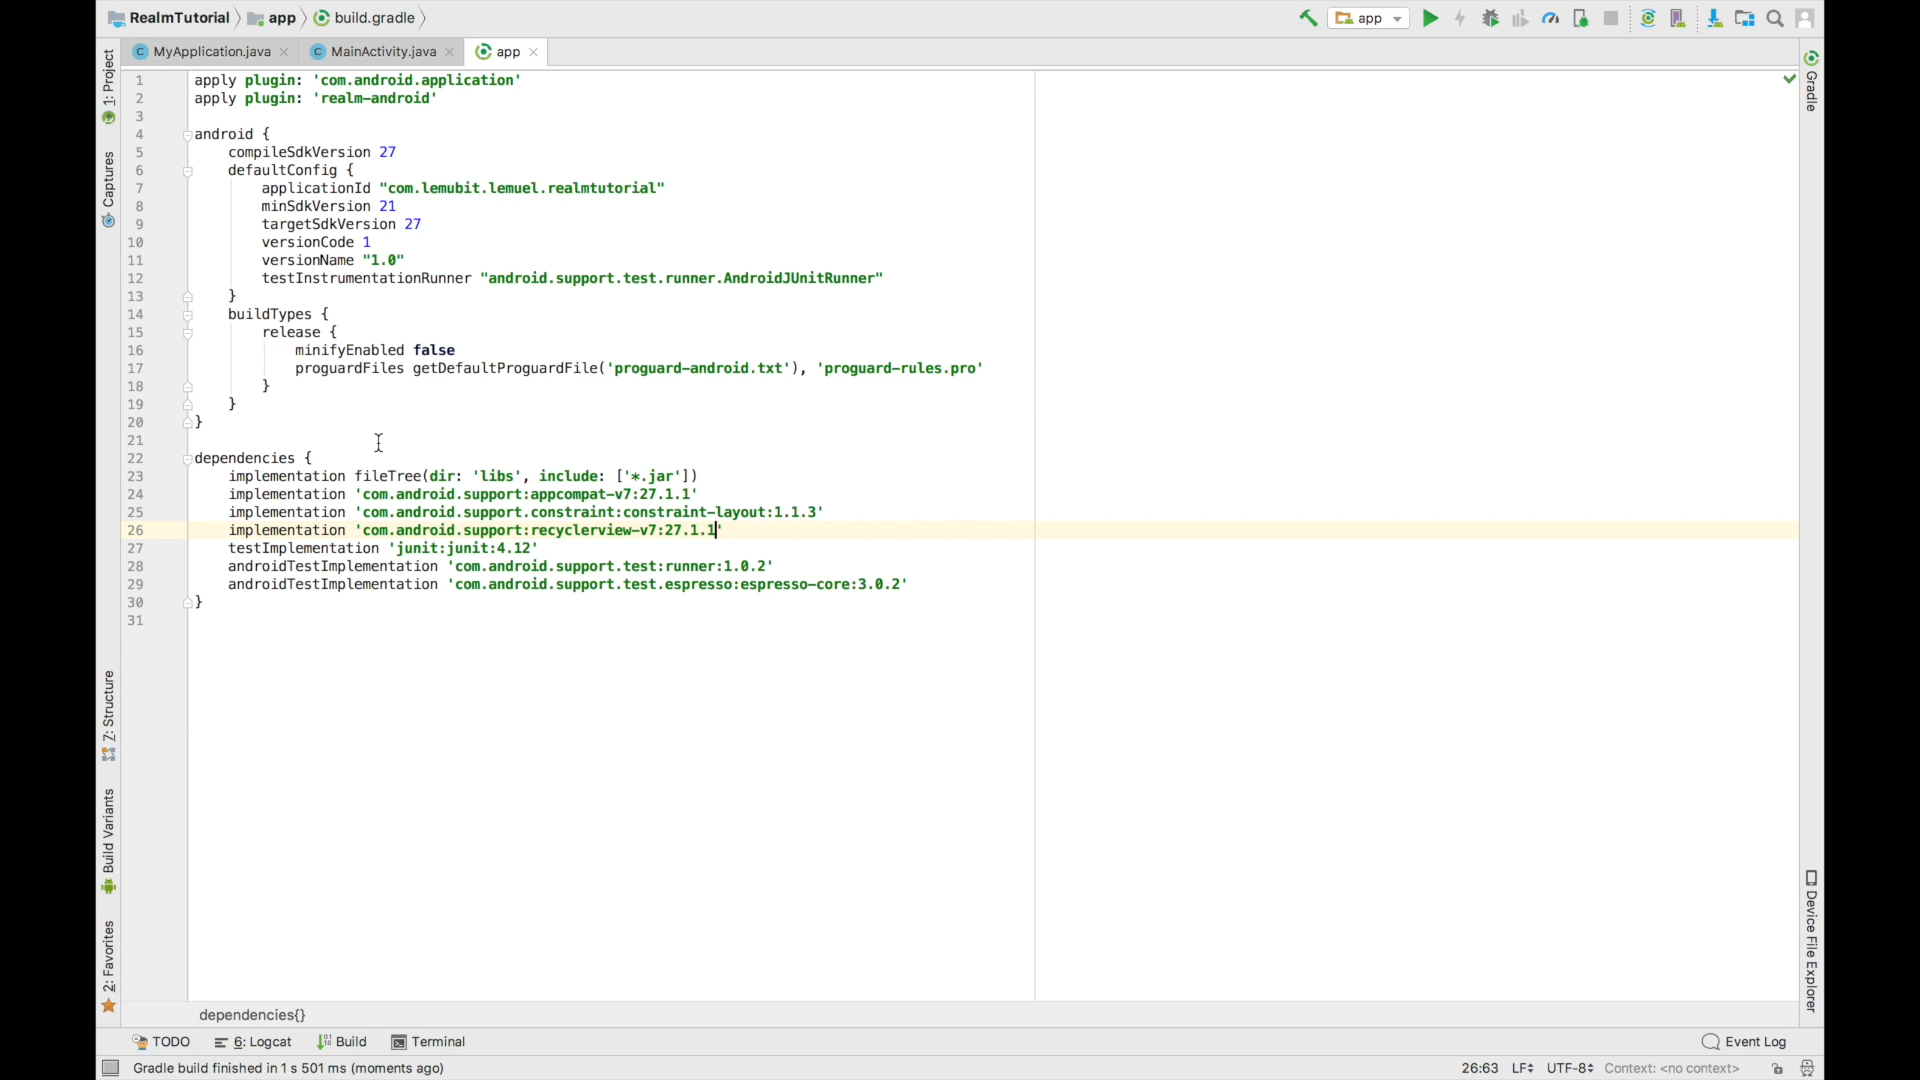 RealmTutorial app build.gradle
app
MyApplication.java MainActivity.java app
1: Project
Captures
7: Structure
Build Variants
2: Favorites
1 apply plugin: 'com.android.application'
2 apply plugin: 'realm-android'
3
4 android {
5 compileSdkVersion 27
6 defaultConfig {
7 applicationId "com.lemubit.lemuel.realmtutorial"
8 minSdkVersion 21
9 targetSdkVersion 27
10 versionCode 1
11 versionName "1.0"
12 testInstrumentationRunner "android.support.test.runner.AndroidJUnitRunner"
13 }
14 buildTypes {
15 release {
16 minifyEnabled false
17 proguardFiles getDefaultProguardFile('proguard-android.txt'), 'proguard-rules.pro'
18 }
19 }
20 }
21
22 dependencies {
23 implementation fileTree(dir: 'libs', include: ['*.jar'])
24 implementation 'com.android.support:appcompat-v7:27.1.1'
25 implementation 'com.android.support.constraint:constraint-layout:1.1.3'
26 implementation 'com.android.support:recyclerview-v7:27.1.1'
27 testImplementation 'junit:junit:4.12'
28 androidTestImplementation 'com.android.support.test:runner:1.0.2'
29 androidTestImplementation 'com.android.support.test.espresso:espresso-core:3.0.2'
30 }
31
Gradle
Device File Explorer
dependencies{}
TODO 6: Logcat Build Terminal Event Log
Gradle build finished in 1 s 501 ms (moments ago) 26:63 LF UTF-8 Context: <no context>